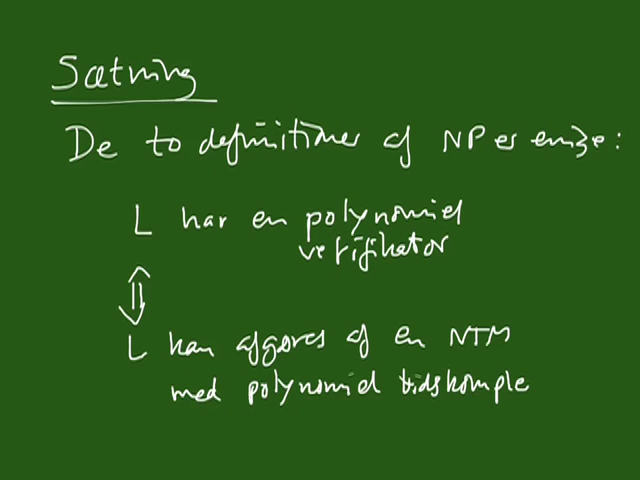 Sætning
De to definitioner af NP er enige:
L har en polynomiel
verifikator
⇕
L kan afgøres af en NTM
med polynomiel tidskomple